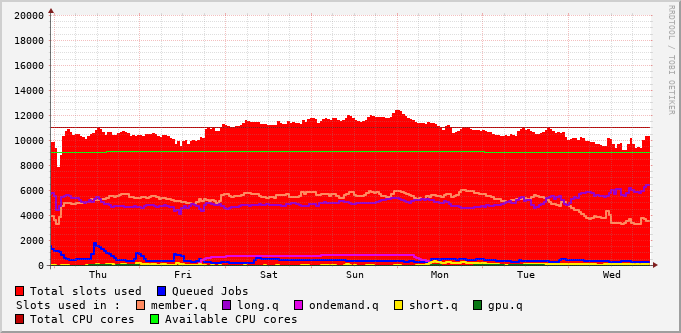 20000
18000
16000
14000
12000
10000
8000
6000
4000
2000
0
Thu Fri Sat Sun Mon Tue Wed
Total slots used Queued Jobs
Slots used in : member.q long.q ondemand.q short.q gpu.q
Total CPU cores Available CPU cores
RRDTOOL / TOBI OETIKER